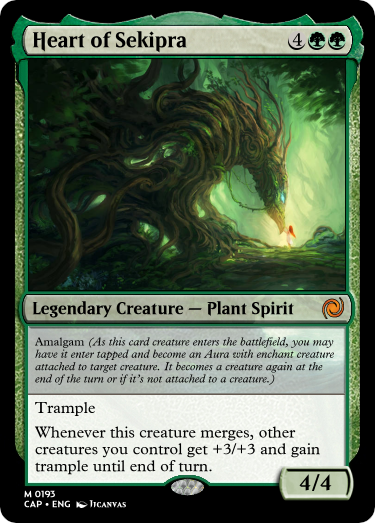 Heart of Sekipra 4
Legendary Creature — Plant Spirit
Amalgam (As this card creature enters the battlefield, you may
have it enter tapped and become an Aura with enchant creature
attached to target creature. It becomes a creature again at the
end of the turn or if it's not attached to a creature.)
Trample
Whenever this creature merges, other
creatures you control get +3/+3 and gain
trample until end of turn.
4/4
M 0193
CAP • ENG JICANVAS